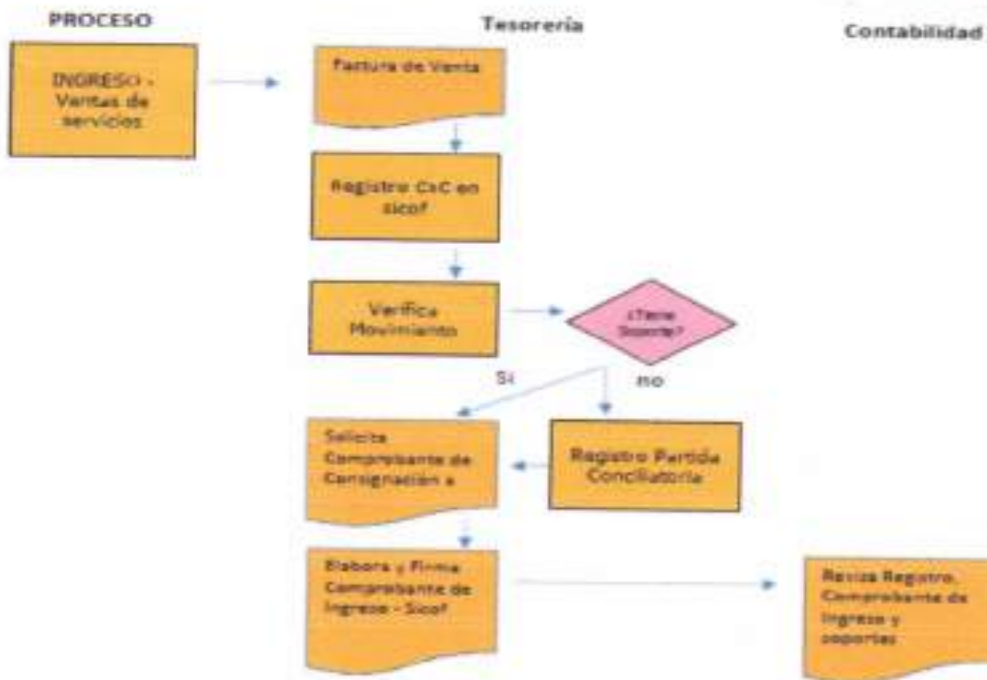 PROCESO
Tesorería
Contabilidad
INGRESO -
Ventas de
servicios
Factura de Venta
Registro CxC en
sicof
Verifica
Movimiento
¿Tiene
Soporte?
Si
no
Solicita
Comprobante de
Consignación a
Registro Partida
Conciliatoria
Elabora y Firma
Comprobante de
Ingreso - Sicof
Reviza Registro,
Comprobante de
Ingreso y
soportes